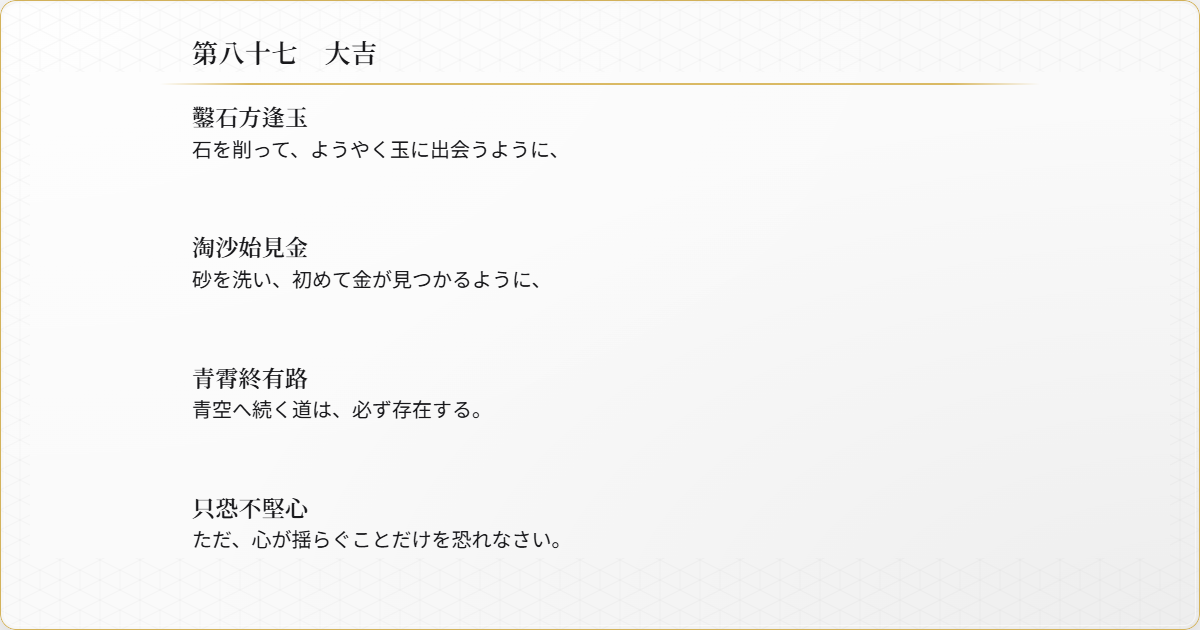 第八十七　大吉
鑿石方逢玉
石を削って、ようやく玉に出会うように、
淘沙始見金
砂を洗い、初めて金が見つかるように、
青霄終有路
青空へ続く道は、必ず存在する。
只恐不堅心
ただ、心が揺らぐことだけを恐れなさい。